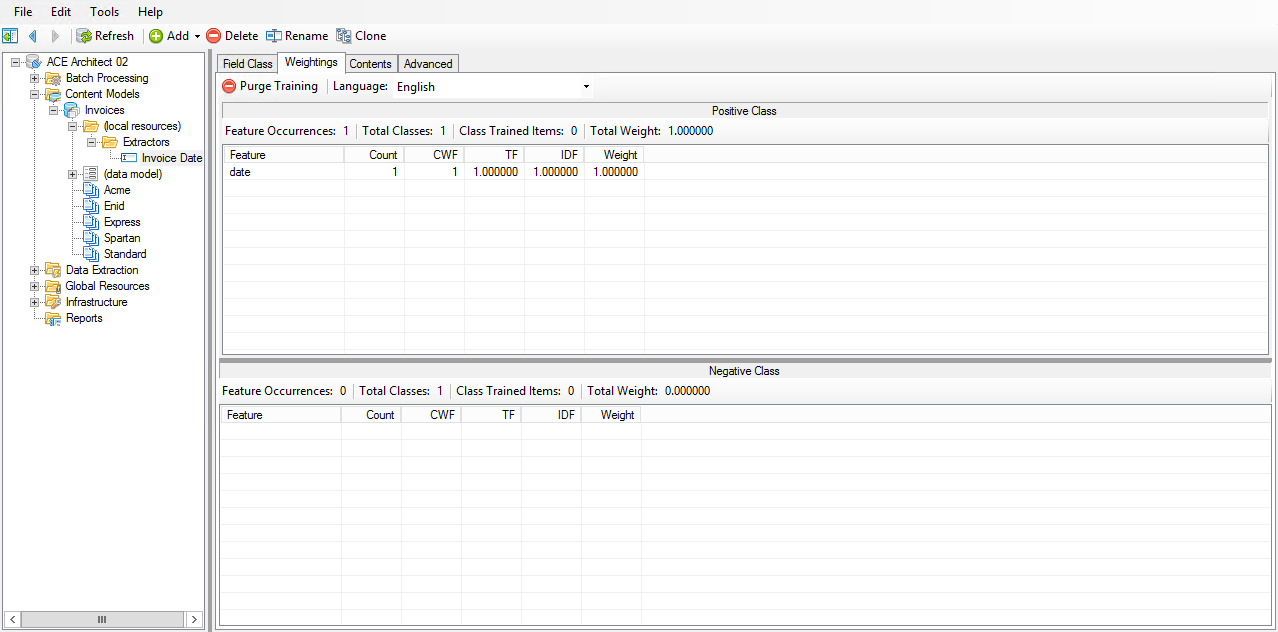 File Edit Tools Help
Refresh Add Delete Rename Clone
ACE Architect 02
Batch Processing
Content Models
Invoices
(local resources)
Extractors
Invoice Date
(data model)
Acme
Enid
Express
Spartan
Standard
Data Extraction
Global Resources
Infrastructure
Reports
Field Class Weightings Contents Advanced
Purge Training Language: English
Positive Class
Feature Occurrences: 1 Total Classes: 1 Class Trained Items: 0 Total Weight: 1.000000
Feature Count CWF TF IDF Weight
date 1 1 1.000000 1.000000 1.000000
Negative Class
Feature Occurrences: 0 Total Classes: 1 Class Trained Items: 0 Total Weight: 0.000000
Feature Count CWF TF IDF Weight